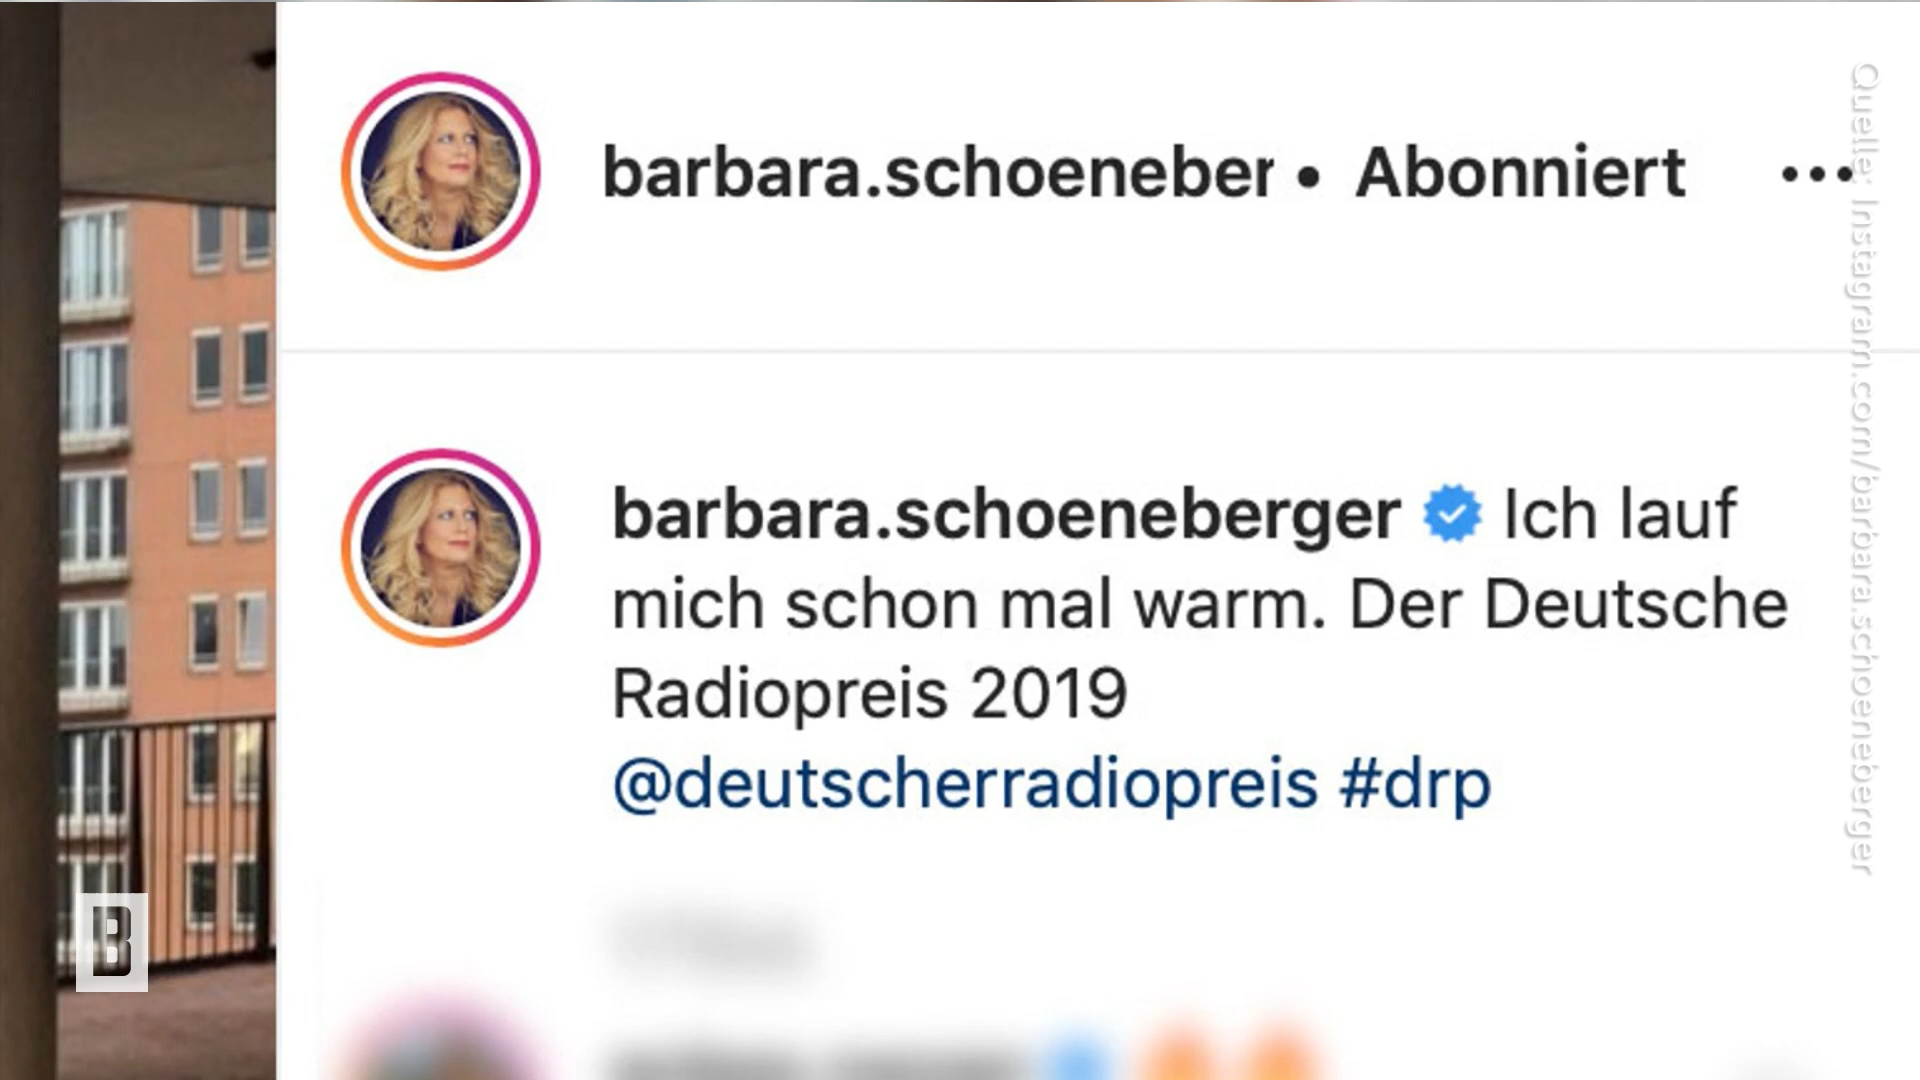 barbara.schoeneber • Abonniert •••
barbara.schoeneberger Ich lauf
mich schon mal warm. Der Deutsche
Radiopreis 2019
@deutscherradiopreis #drp
Quelle: Instagram.com/barbara.schoeneberger
B